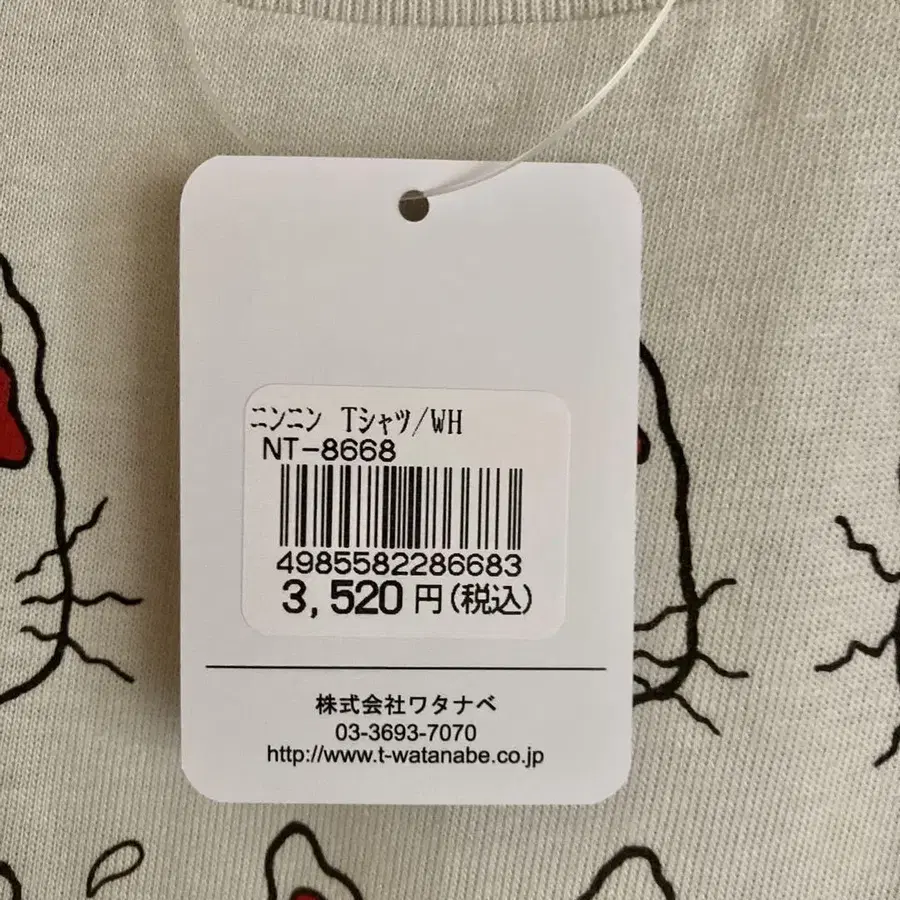 ニンニン Tシャツ/WH
NT-8668
4985582286683
3,520円(税込)
株式会社ワタナベ
03-3693-7070
http://www.t-watanabe.co.jp